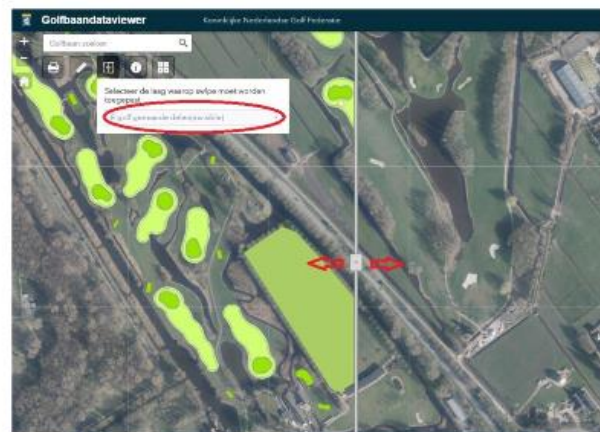 Golfbaandataviewer
Koninklijke Nederlandse Golf Federatie
Golfbaan zoeken
Selecteer de laag waarop swipe moet worden
toegepast